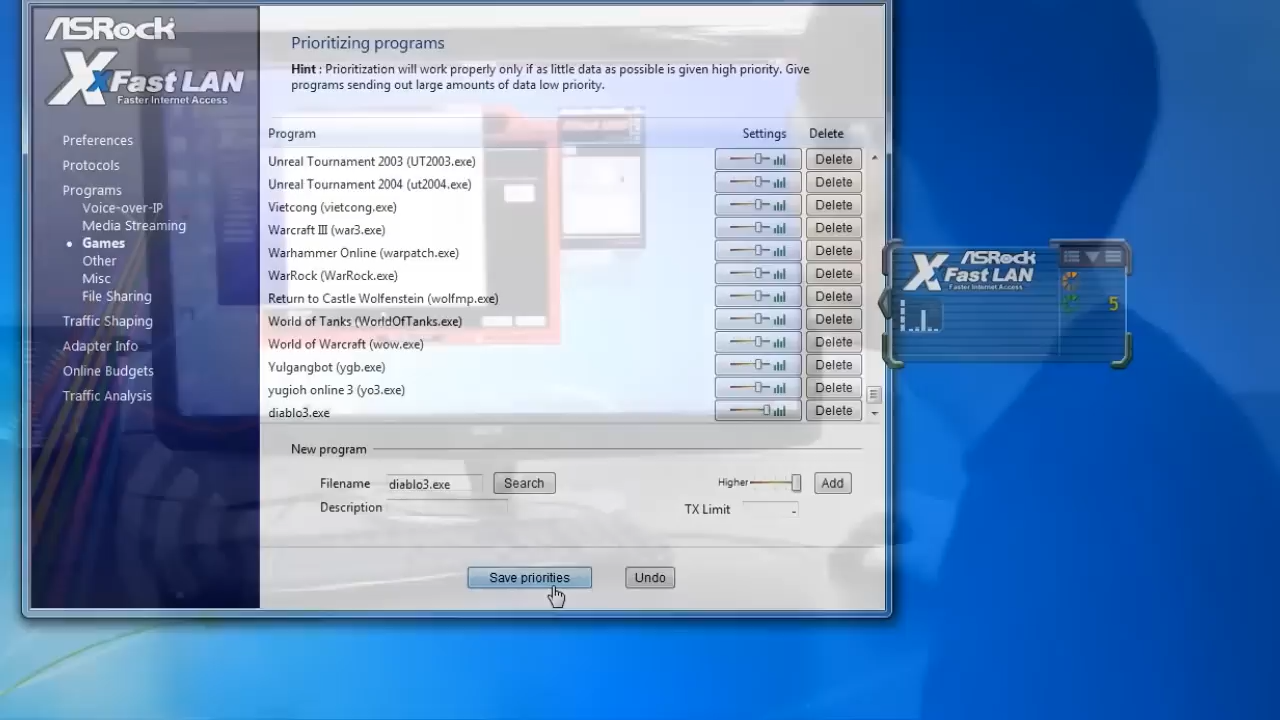 ASRock
XFast LAN
Faster Internet Access
Preferences
Protocols
Programs
Voice-over-IP
Media Streaming
Games
Other
Misc
File Sharing
Traffic Shaping
Adapter Info
Online Budgets
Traffic Analysis
Prioritizing programs
Hint : Prioritization will work properly only if as little data as possible is given high priority. Give
programs sending out large amounts of data low priority.
Program Settings Delete
Unreal Tournament 2003 (UT2003.exe) Delete
Unreal Tournament 2004 (ut2004.exe) Delete
Vietcong (vietcong.exe) Delete
Warcraft III (war3.exe) Delete
Warhammer Online (warpatch.exe) Delete
WarRock (WarRock.exe) Delete
Return to Castle Wolfenstein (wolfmp.exe) Delete
World of Tanks (WorldOfTanks.exe) Delete
World of Warcraft (wow.exe) Delete
Yulgangbot (ygb.exe) Delete
yugioh online 3 (yo3.exe) Delete
diablo3.exe Delete
New program
Filename diablo3.exe Search Higher Add
Description TX Limit -
Save priorities Undo
ASRock
XFast LAN
Faster Internet Access
5